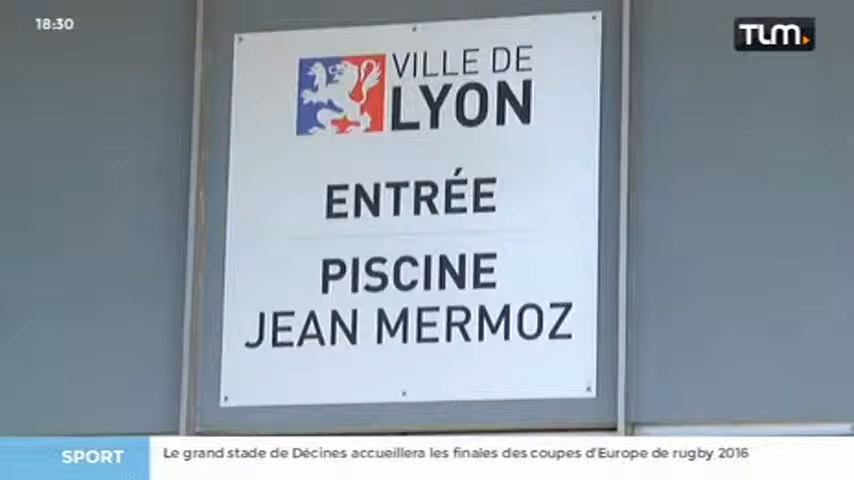 18:30
TLM
VILLE DE
LYON
ENTRÉE
PISCINE
JEAN MERMOZ
SPORT
Le grand stade de Décines accueillera les finales des coupes d'Europe de rugby 2016